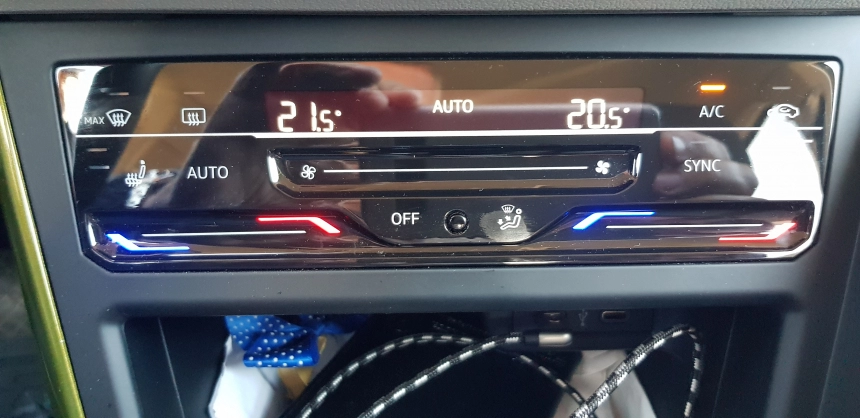 21.5° AUTO 20.5°
MAX A/C
AUTO SYNC
OFF